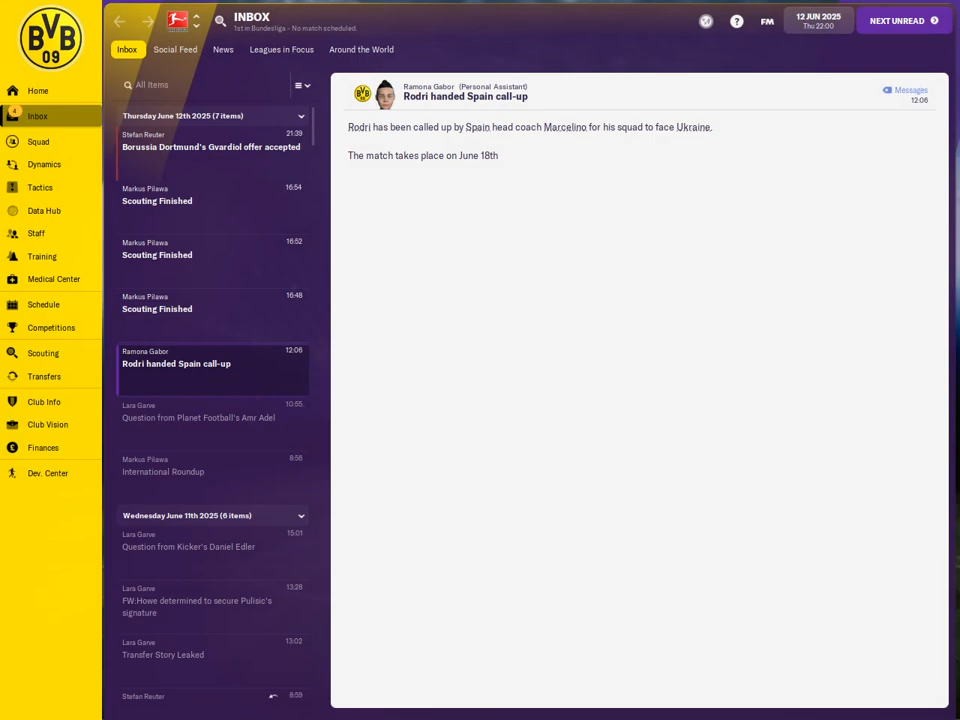 BVB
09
INBOX
1st in Bundesliga - No match scheduled.
?
FM
12 JUN 2025
Thu 22:00
NEXT UNREAD
Inbox
Social Feed
News
Leagues in Focus
Around the World
Home
4
Inbox
Squad
Dynamics
Tactics
Data Hub
Staff
Training
Medical Center
Schedule
Competitions
Scouting
Transfers
Club Info
Club Vision
Finances
Dev. Center
All Items
Thursday June 12th 2025 (7 items)
Stefan Reuter 21:39
Borussia Dortmund's Gvardiol offer accepted
Markus Pilawa 16:54
Scouting Finished
Markus Pilawa 16:52
Scouting Finished
Markus Pilawa 16:48
Scouting Finished
Ramona Gabor 12:06
Rodri handed Spain call-up
Lara Garve 10:55
Question from Planet Football's Amr Adel
Markus Pilawa 8:56
International Roundup
Wednesday June 11th 2025 (6 items)
Lara Garve 15:01
Question from Kicker's Daniel Edler
Lara Garve 13:28
FW:Howe determined to secure Pulisic's
signature
Lara Garve 13:02
Transfer Story Leaked
Stefan Reuter 8:59
Ramona Gabor (Personal Assistant)
Rodri handed Spain call-up
Messages
12:06
Rodri has been called up by Spain head coach Marcelino for his squad to face Ukraine.
The match takes place on June 18th